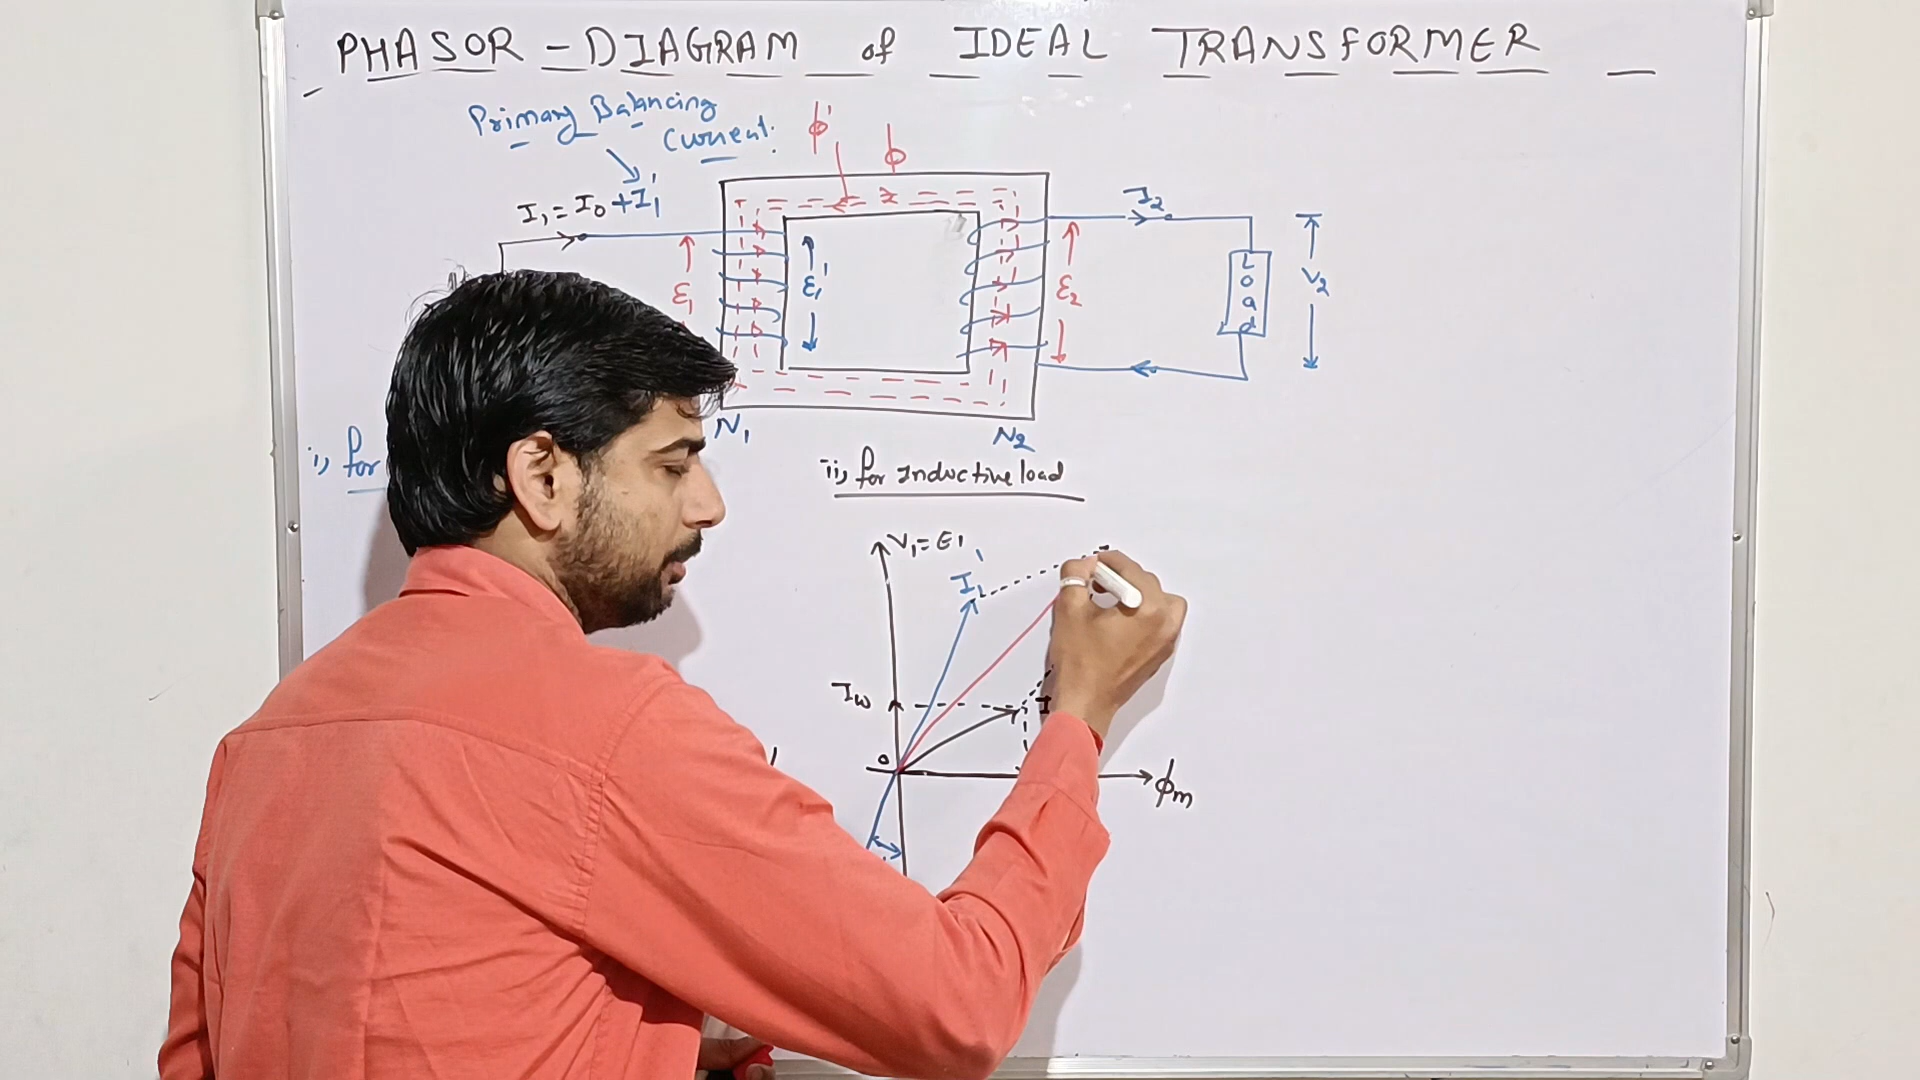 PHASOR - DIAGRAM of IDEAL TRANSFORMER
Primary Balancing
Current:
ϕ' ϕ
I₁ = I₀ + I₁'
I₂
E₁ E₁' E₂
Load
V₂
N₁ N₂
i, for
ii, for Inductive load
V₁ = E₁
I₁'
Iw
I
O
ϕm